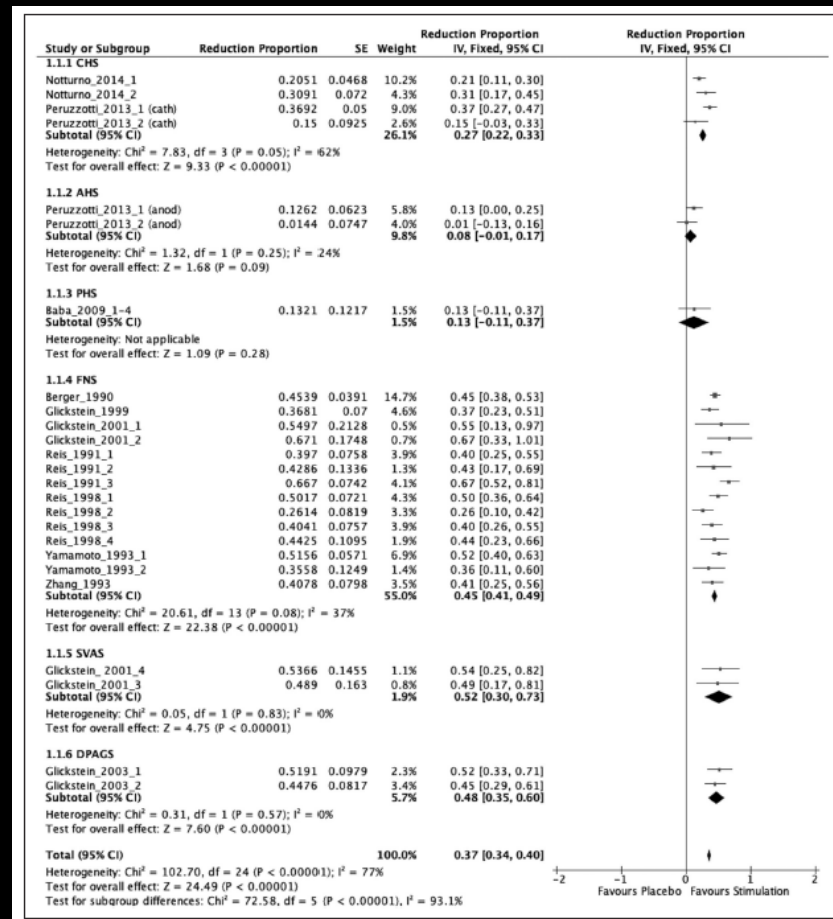 Reduction Proportion Reduction Proportion
Study or Subgroup Reduction Proportion SE Weight IV, Fixed, 95% CI IV, Fixed, 95% CI
1.1.1 CHS
Notturno_2014_1 0.2051 0.0468 10.2% 0.21 [0.11, 0.30]
Notturno_2014_2 0.3091 0.072 4.3% 0.31 [0.17, 0.45]
Peruzzotti_2013_1 (cath) 0.3692 0.05 9.0% 0.37 [0.27, 0.47]
Peruzzotti_2013_2 (cath) 0.15 0.0925 2.6% 0.15 [-0.03, 0.33]
Subtotal (95% CI) 26.1% 0.27 [0.22, 0.33]
Heterogeneity: Chi² = 7.83, df = 3 (P = 0.05); I² = 62%
Test for overall effect: Z = 9.33 (P < 0.00001)
1.1.2 AHS
Peruzzotti_2013_1 (anod) 0.1262 0.0623 5.8% 0.13 [0.00, 0.25]
Peruzzotti_2013_2 (anod) 0.0144 0.0747 4.0% 0.01 [-0.13, 0.16]
Subtotal (95% CI) 9.8% 0.08 [-0.01, 0.17]
Heterogeneity: Chi² = 1.32, df = 1 (P = 0.25); I² = 24%
Test for overall effect: Z = 1.68 (P = 0.09)
1.1.3 PHS
Baba_2009_1-4 0.1321 0.1217 1.5% 0.13 [-0.11, 0.37]
Subtotal (95% CI) 1.5% 0.13 [-0.11, 0.37]
Heterogeneity: Not applicable
Test for overall effect: Z = 1.09 (P = 0.28)
1.1.4 FNS
Berger_1990 0.4539 0.0391 14.7% 0.45 [0.38, 0.53]
Glickstein_1999 0.3681 0.07 4.6% 0.37 [0.23, 0.51]
Glickstein_2001_1 0.5497 0.2128 0.5% 0.55 [0.13, 0.97]
Glickstein_2001_2 0.671 0.1748 0.7% 0.67 [0.33, 1.01]
Reis_1991_1 0.397 0.0758 3.9% 0.40 [0.25, 0.55]
Reis_1991_2 0.4286 0.1336 1.3% 0.43 [0.17, 0.69]
Reis_1991_3 0.667 0.0742 4.1% 0.67 [0.52, 0.81]
Reis_1998_1 0.5017 0.0721 4.3% 0.50 [0.36, 0.64]
Reis_1998_2 0.2614 0.0819 3.3% 0.26 [0.10, 0.42]
Reis_1998_3 0.4041 0.0757 3.9% 0.40 [0.26, 0.55]
Reis_1998_4 0.4425 0.1095 1.9% 0.44 [0.23, 0.66]
Yamamoto_1993_1 0.5156 0.0571 6.9% 0.52 [0.40, 0.63]
Yamamoto_1993_2 0.3558 0.1249 1.4% 0.36 [0.11, 0.60]
Zhang_1993 0.4078 0.0798 3.5% 0.41 [0.25, 0.56]
Subtotal (95% CI) 55.0% 0.45 [0.41, 0.49]
Heterogeneity: Chi² = 20.61, df = 13 (P = 0.08); I² = 37%
Test for overall effect: Z = 22.38 (P < 0.00001)
1.1.5 SVAS
Glickstein_ 2001_4 0.5366 0.1455 1.1% 0.54 [0.25, 0.82]
Glickstein_2001_3 0.489 0.163 0.8% 0.49 [0.17, 0.81]
Subtotal (95% CI) 1.9% 0.52 [0.30, 0.73]
Heterogeneity: Chi² = 0.05, df = 1 (P = 0.83); I² = 0%
Test for overall effect: Z = 4.75 (P < 0.00001)
1.1.6 DPAGS
Glickstein_2003_1 0.5191 0.0979 2.3% 0.52 [0.33, 0.71]
Glickstein_2003_2 0.4476 0.0817 3.4% 0.45 [0.29, 0.61]
Subtotal (95% CI) 5.7% 0.48 [0.35, 0.60]
Heterogeneity: Chi² = 0.31, df = 1 (P = 0.57); I² = 0%
Test for overall effect: Z = 7.60 (P < 0.00001)
Total (95% CI) 100.0% 0.37 [0.34, 0.40]
Heterogeneity: Chi² = 102.70, df = 24 (P < 0.00001); I² = 77%
Test for overall effect: Z = 24.49 (P < 0.00001)
Test for subgroup differences: Chi² = 72.58, df = 5 (P < 0.00001), I² = 93.1%
-2 -1 0 1 2
Favours Placebo Favours Stimulation